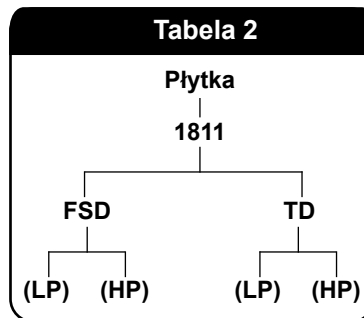 Tabela 2
Płytka
1811
FSD TD
(LP) (HP) (LP) (HP)